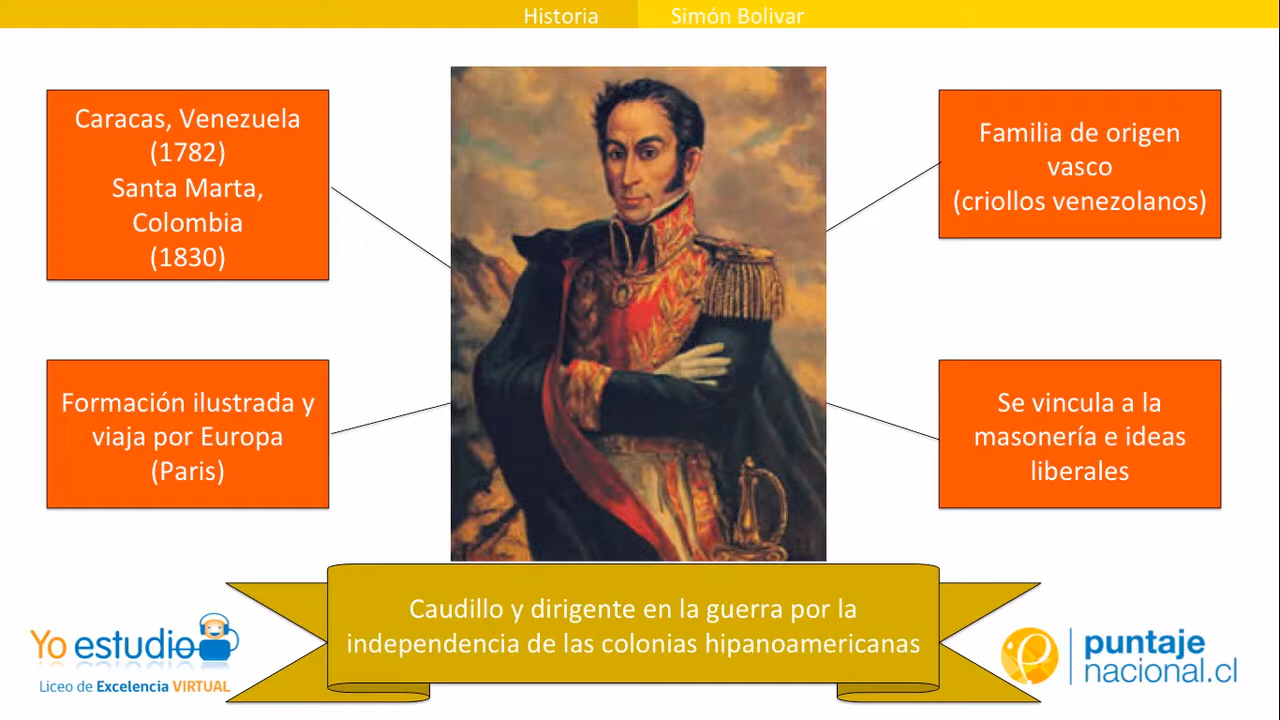 Historia
Simón Bolivar
Caracas, Venezuela
(1782)
Santa Marta,
Colombia
(1830)
Familia de origen
vasco
(criollos venezolanos)
Formación ilustrada y
viaja por Europa
(Paris)
Se vincula a la
masonería e ideas
liberales
Caudillo y dirigente en la guerra por la
independencia de las colonias hipanoamericanas
Yo estudio
Liceo de Excelencia VIRTUAL
puntaje
nacional.cl